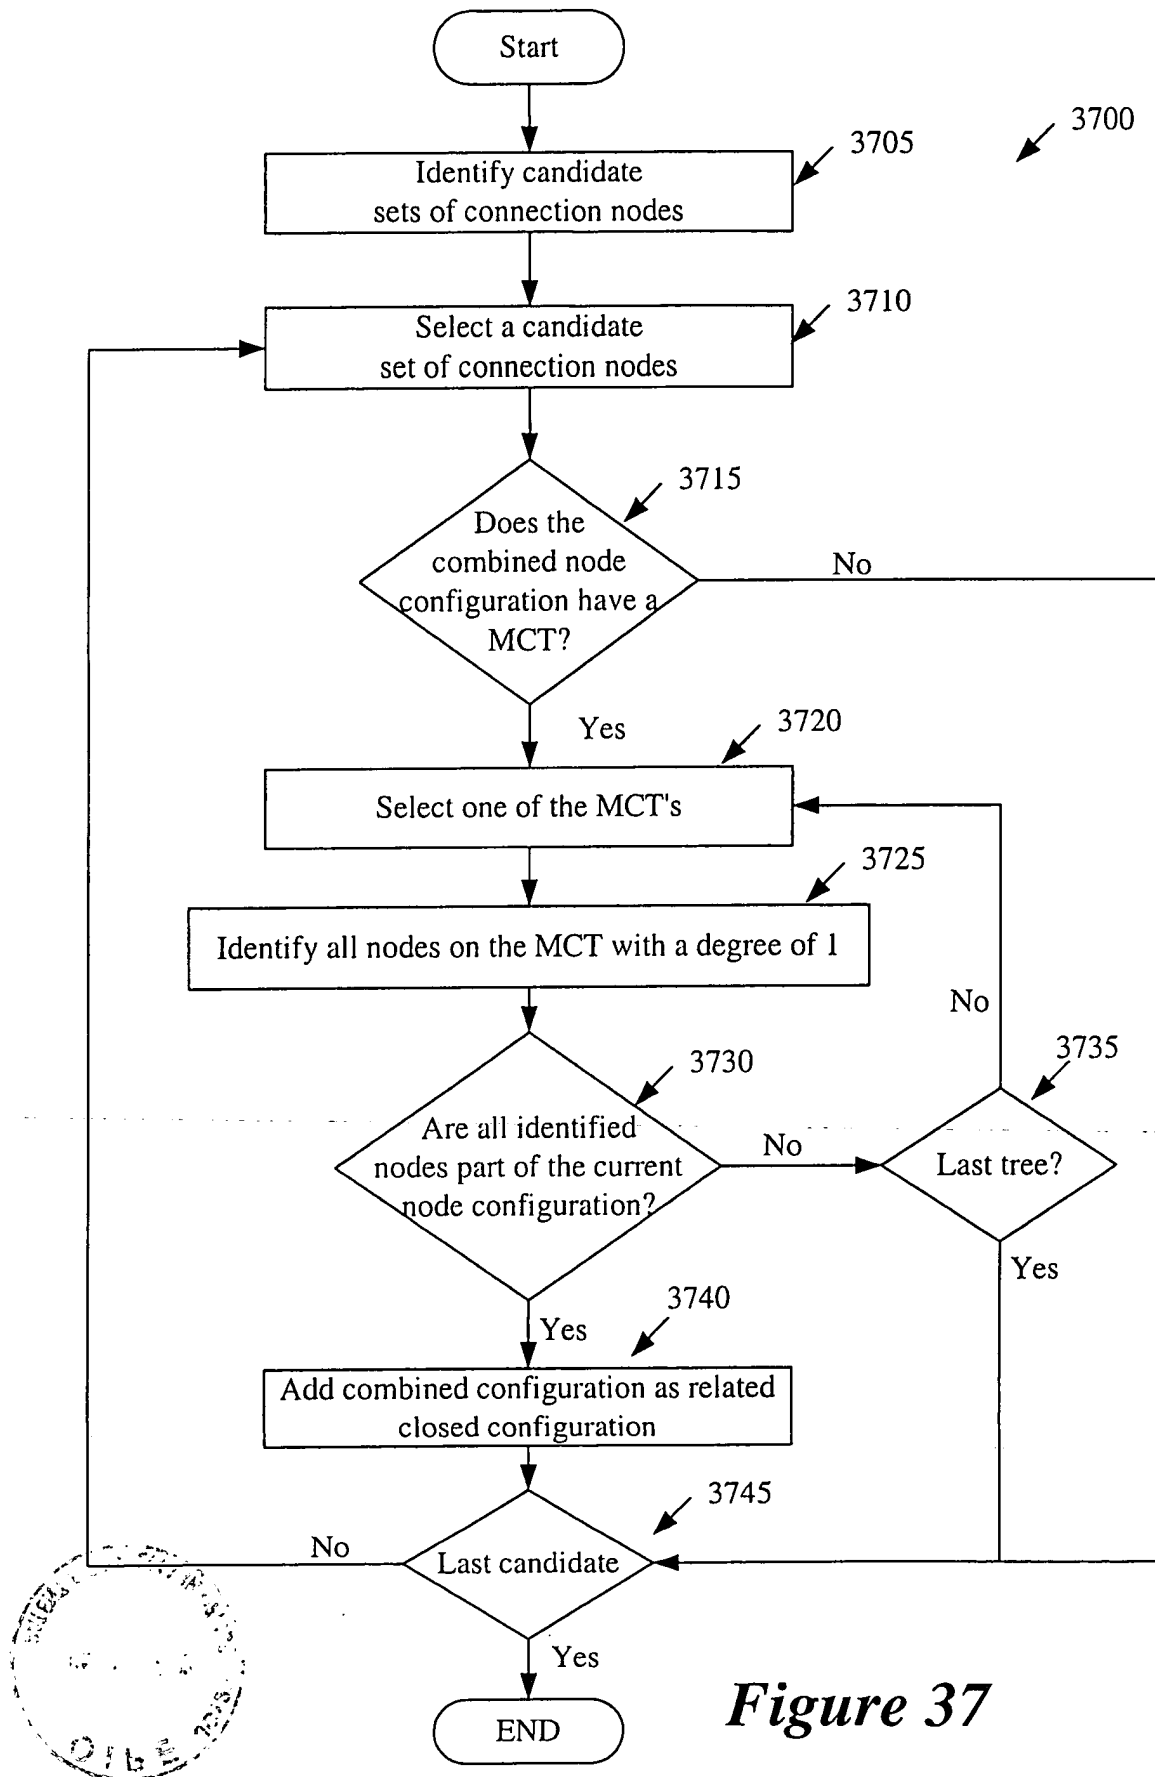 Start
3700
3705
Identify candidate
sets of connection nodes
3710
Select a candidate
set of connection nodes
3715
Does the
combined node
configuration have a
MCT?
No
Yes
3720
Select one of the MCT's
3725
Identify all nodes on the MCT with a degree of 1
No
3730
3735
Are all identified
nodes part of the current
node configuration?
No
Last tree?
Yes
3740
Yes
Add combined configuration as related
closed configuration
3745
No
Last candidate
Yes
END
Figure 37
OIPE